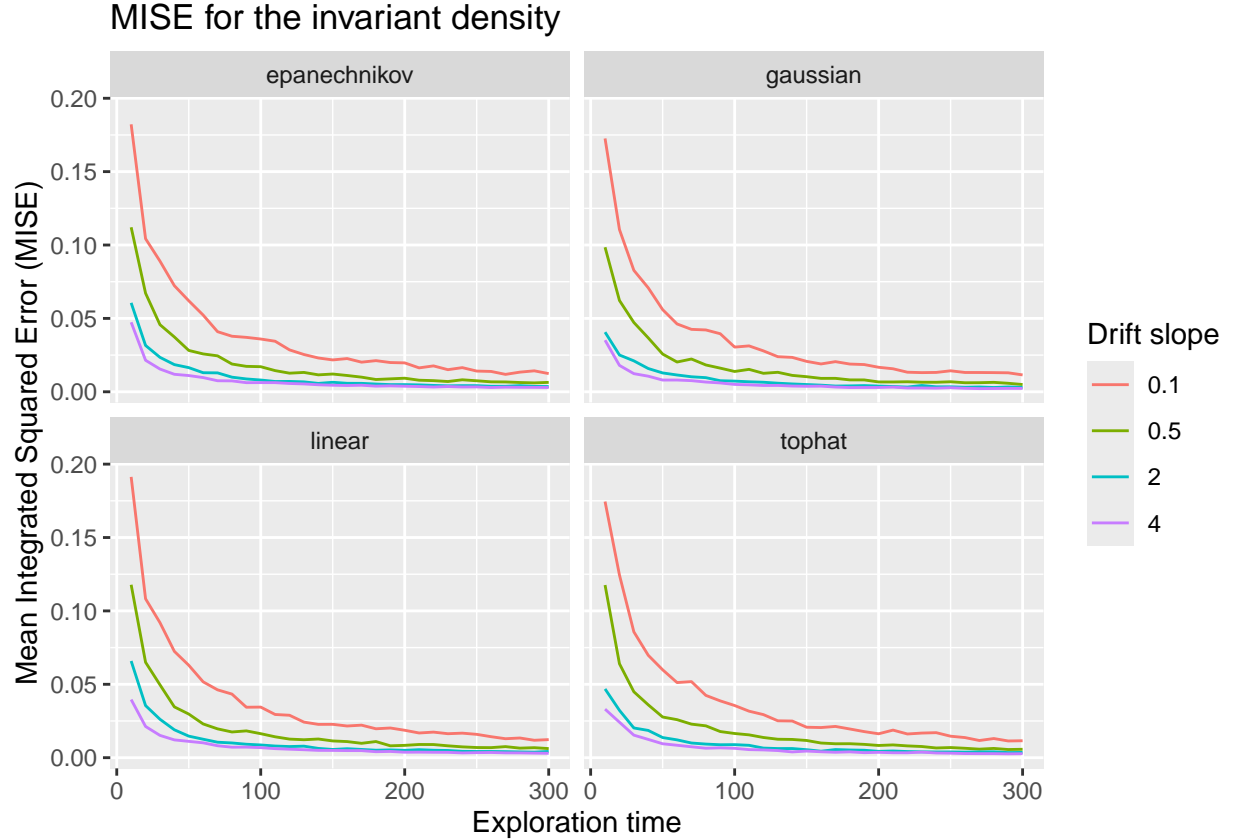 MISE for the invariant density
epanechnikov
gaussian
0.20
0.15
0.10
0.05
0.00
linear
tophat
0.20
0.15
0.10
0.05
0.00
0
100
200
300
0
100
200
300
Exploration time
Mean Integrated Squared Error (MISE)
Drift slope
0.1
0.5
2
4